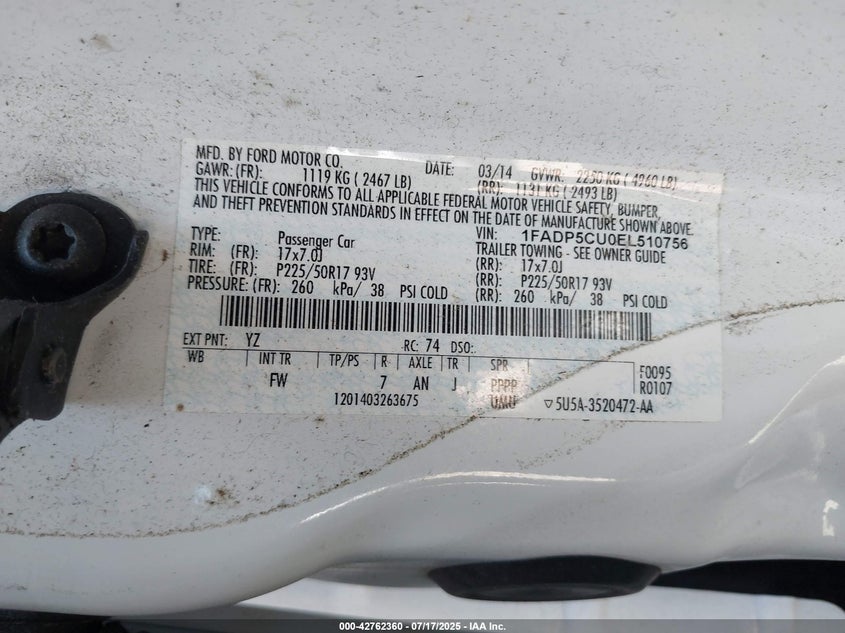 MFD. BY FORD MOTOR CO. DATE: 03/14 GVWR: 2250 KG ( 4960 LB)
GAWR: (FR): 1119 KG ( 2467 LB) (RR): 1131 KG ( 2493 LB)
THIS VEHICLE CONFORMS TO ALL APPLICABLE FEDERAL MOTOR VEHICLE SAFETY, BUMPER,
AND THEFT PREVENTION STANDARDS IN EFFECT ON THE DATE OF MANUFACTURE SHOWN ABOVE.
VIN: 1FADP5CU0EL510756
TYPE: Passenger Car TRAILER TOWING - SEE OWNER GUIDE
RIM: (FR): 17x7.0J (RR): 17x7.0J
TIRE: (FR): P225/50R17 93V (RR): P225/50R17 93V
PRESSURE: (FR): 260 kPa/ 38 PSI COLD (RR): 260 kPa/ 38 PSI COLD
EXT PNT: YZ RC: 74 DSO:
WB INT TR TP/PS R AXLE TR SPR F0095
FW 7 AN J PPPP R0107
1201403263675 UMU ▽5U5A-3520472-AA
000-42762360 - 07/17/2025 - IAA Inc.